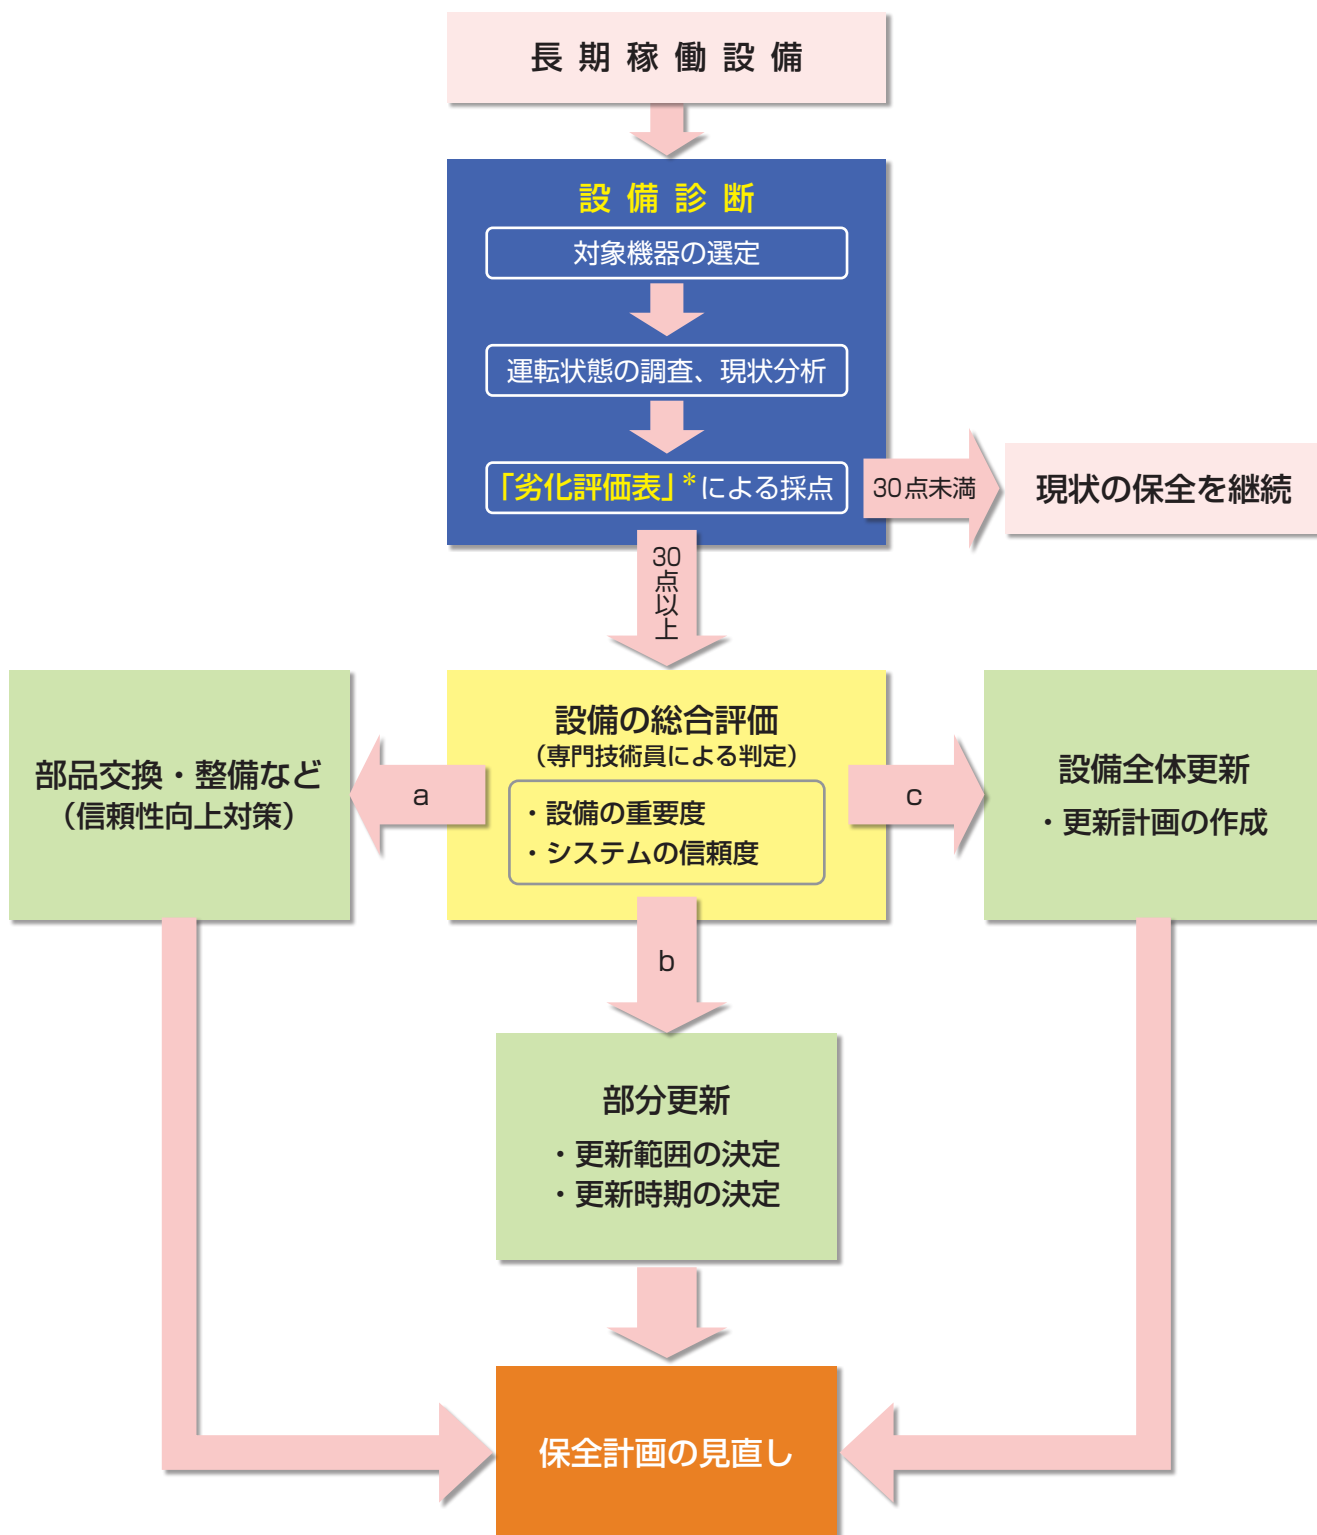 長期稼働設備
設備診断
対象機器の選定
運転状態の調査、現状分析
「劣化評価表」*による採点
30点未満
現状の保全を継続
30点以上
部品交換・整備など
（信頼性向上対策）
a
設備の総合評価
（専門技術員による判定）
・設備の重要度
・システムの信頼度
c
設備全体更新
・更新計画の作成
b
部分更新
・更新範囲の決定
・更新時期の決定
保全計画の見直し